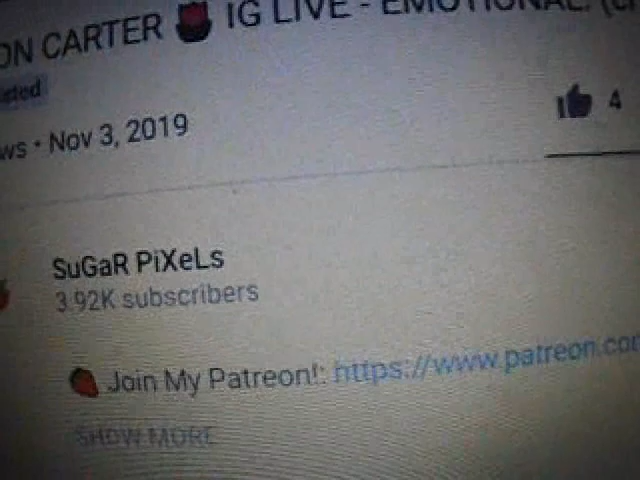 ON CARTER 🌹 IG LIVE - EMOTIONAL
ws • Nov 3, 2019
4
SuGaR PiXeLs
3.92K subscribers
🍓 Join My Patreon!: https://www.patreon.co
SHOW MORE